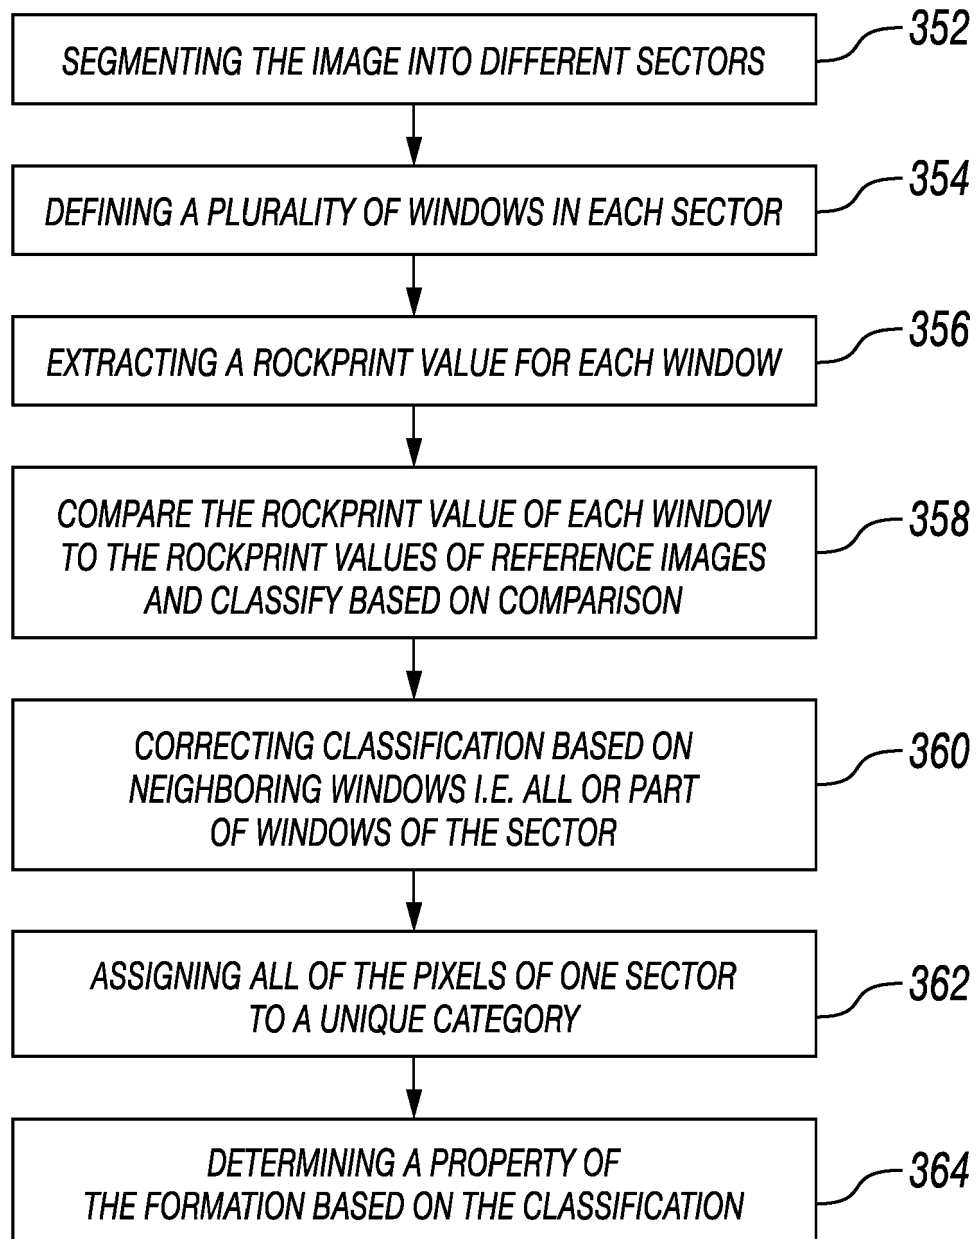 SEGMENTING THE IMAGE INTO DIFFERENT SECTORS
352
DEFINING A PLURALITY OF WINDOWS IN EACH SECTOR
354
EXTRACTING A ROCKPRINT VALUE FOR EACH WINDOW
356
COMPARE THE ROCKPRINT VALUE OF EACH WINDOW
TO THE ROCKPRINT VALUES OF REFERENCE IMAGES
AND CLASSIFY BASED ON COMPARISON
358
CORRECTING CLASSIFICATION BASED ON
NEIGHBORING WINDOWS I.E. ALL OR PART
OF WINDOWS OF THE SECTOR
360
ASSIGNING ALL OF THE PIXELS OF ONE SECTOR
TO A UNIQUE CATEGORY
362
DETERMINING A PROPERTY OF
THE FORMATION BASED ON THE CLASSIFICATION
364